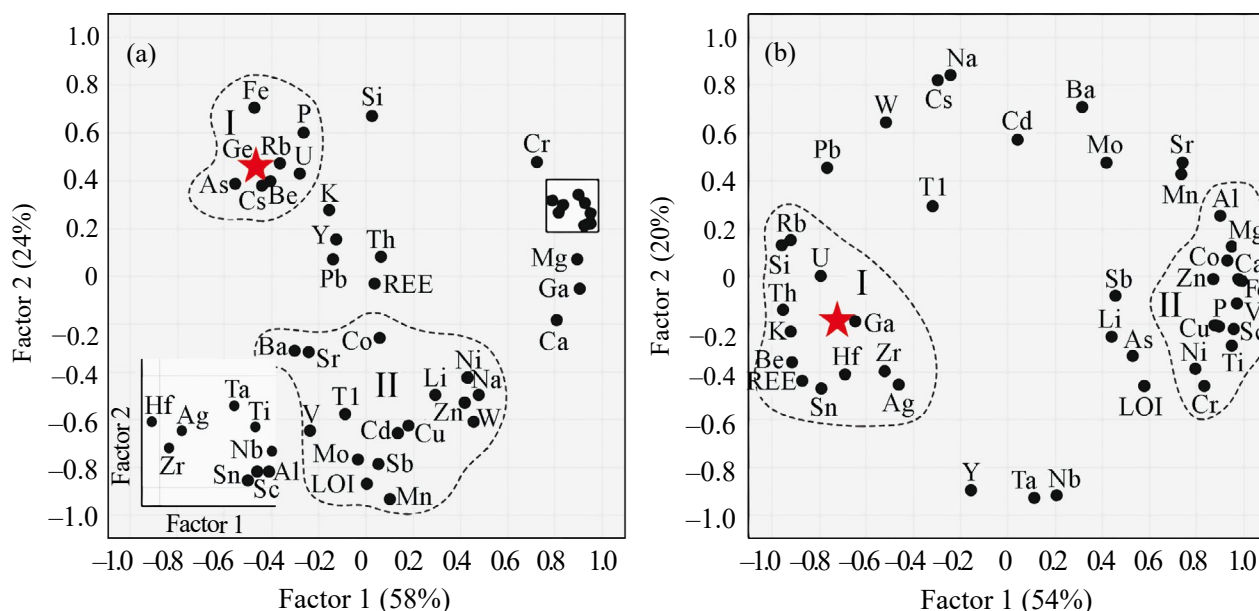 (a)
1.0
0.8
0.6
0.4
0.2
0
–0.2
–0.4
–0.6
–0.8
–1.0
Factor 2 (24%)
Fe
I
P
Si
Ge
Rb
U
As
Cs
Be
K
Y
Pb
Th
REE
Cr
Mg
Ga
Ca
Ba
Sr
Co
II
Ni
Li
Na
Zn
W
T1
V
Cd
Cu
Mo
Sb
LOI
Mn
Ta
Hf
Ag
Ti
Zr
Nb
Sn
Sc
A1
Factor 2
Factor 1
–1.0 –0.8 –0.6 –0.4 –0.2 0 0.2 0.4 0.6 0.8 1.0
Factor 1 (58%)
(b)
1.0
0.8
0.6
0.4
0.2
0
–0.2
–0.4
–0.6
–0.8
–1.0
Factor 2 (20%)
Na
Cs
W
Cd
Ba
Pb
Mo
Sr
Mn
T1
Rb
Si
U
Th
I
Ga
K
Be
Hf
Zr
REE
Sn
Ag
Al
Mg
Co
Ca
Zn
Fe
II
P
V
Cu
Sc
Ni
Ti
Cr
Sb
Li
As
LOI
Y
Ta
Nb
–1.0 –0.8 –0.6 –0.4 –0.2 0 0.2 0.4 0.6 0.8 1.0
Factor 1 (54%)